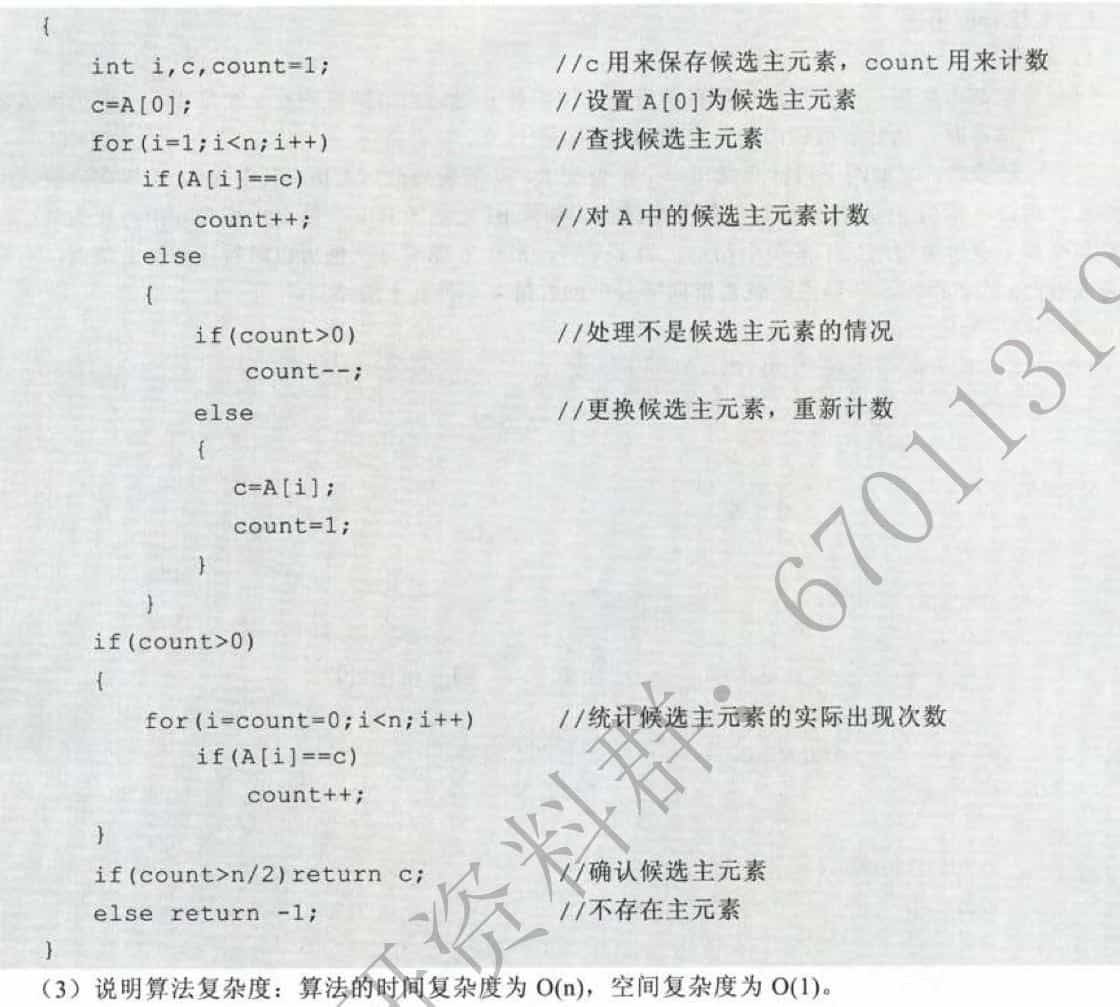 {
int i,c,count=1; //c 用来保存候选主元素，count 用来计数
c=A[0]; //设置 A[0]为候选主元素
for(i=1;i<n;i++) //查找候选主元素
if(A[i]==c)
count++; //对 A 中的候选主元素计数
else
{
if(count>0) //处理不是候选主元素的情况
count--;
else //更换候选主元素，重新计数
{
c=A[i];
count=1;
}
}
if(count>0)
{
for(i=count=0;i<n;i++) //统计候选主元素的实际出现次数
if(A[i]==c)
count++;
}
if(count>n/2)return c; //确认候选主元素
else return -1; //不存在主元素
}
（3）说明算法复杂度：算法的时间复杂度为 O(n)，空间复杂度为 O(1)。
研资料群：67011310